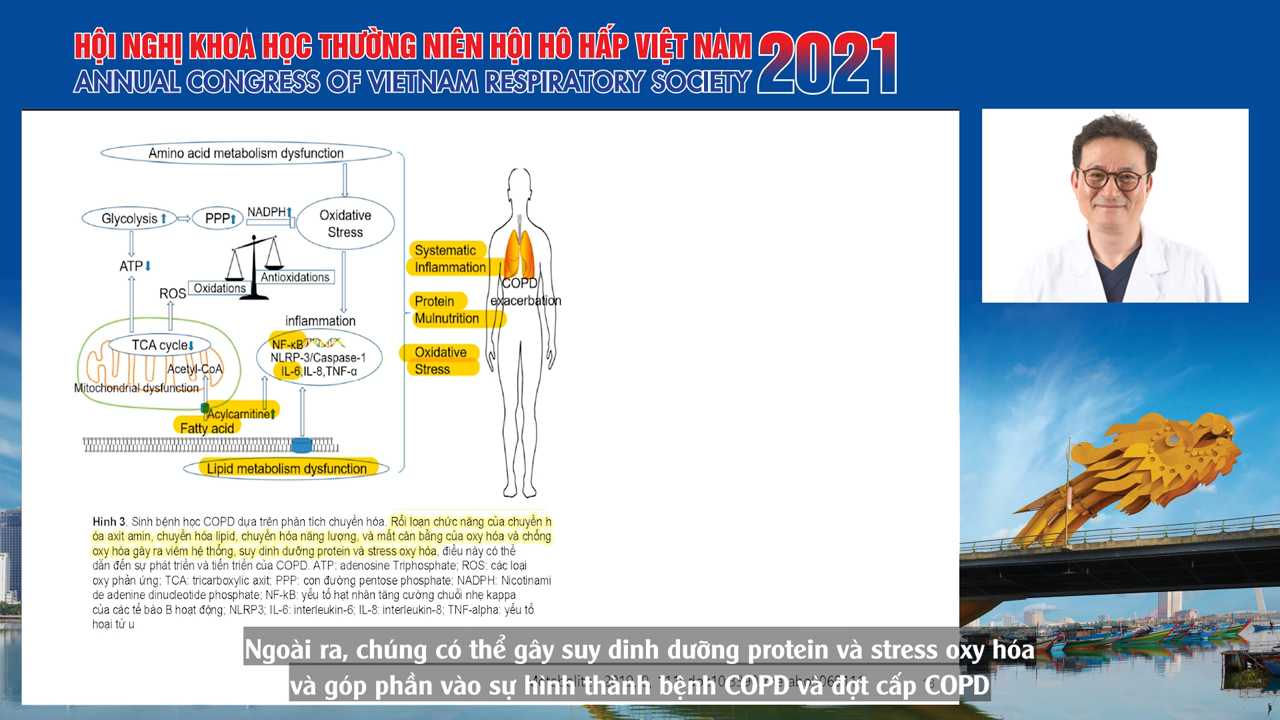 HỘI NGHỊ KHOA HỌC THƯỜNG NIÊN HỘI HÔ HẤP VIỆT NAM 2021
ANNUAL CONGRESS OF VIETNAM RESPIRATORY SOCIETY
Amino acid metabolism dysfunction
Glycolysis ↑
PPP↑
NADPH↑
Oxidative
Stress
ATP↓
ROS
Oxidations
Antioxidations
inflammation
TCA cycle↓
Acetyl-CoA
Mitochondrial dysfunction
NF-κB
NLRP-3/Caspase-1
IL-6,IL-8,TNF-α
Acylcarnitine↑
Fatty acid
Lipid metabolism dysfunction
Systematic
Inflammation
Protein
Mulnutrition
Oxidative
Stress
COPD
exacerbation
Hình 3. Sinh bệnh học COPD dựa trên phân tích chuyển hóa. Rối loạn chức năng của chuyển h
óa axit amin, chuyển hóa lipid, chuyển hóa năng lượng, và mất cân bằng của oxy hóa và chống
oxy hóa gây ra viêm hệ thống, suy dinh dưỡng protein và stress oxy hóa, điều này có thể
dẫn đến sự phát triển và tiến triển của COPD. ATP: adenosine Triphosphate; ROS: các loại
oxy phản ứng; TCA: tricarboxylic axit; PPP: con đường pentose phosphate; NADPH: Nicotinami
de adenine dinucleotide phosphate; NF-kB: yếu tố hạt nhân tăng cường chuỗi nhẹ kappa
của các tế bào B hoạt động; NLRP3; IL-6: interleukin-6; IL-8: interleukin-8; TNF-alpha: yếu tố
hoại tử u
Ngoài ra, chúng có thể gây suy dinh dưỡng protein và stress oxy hóa
và góp phần vào sự hình thành bệnh COPD và đợt cấp COPD